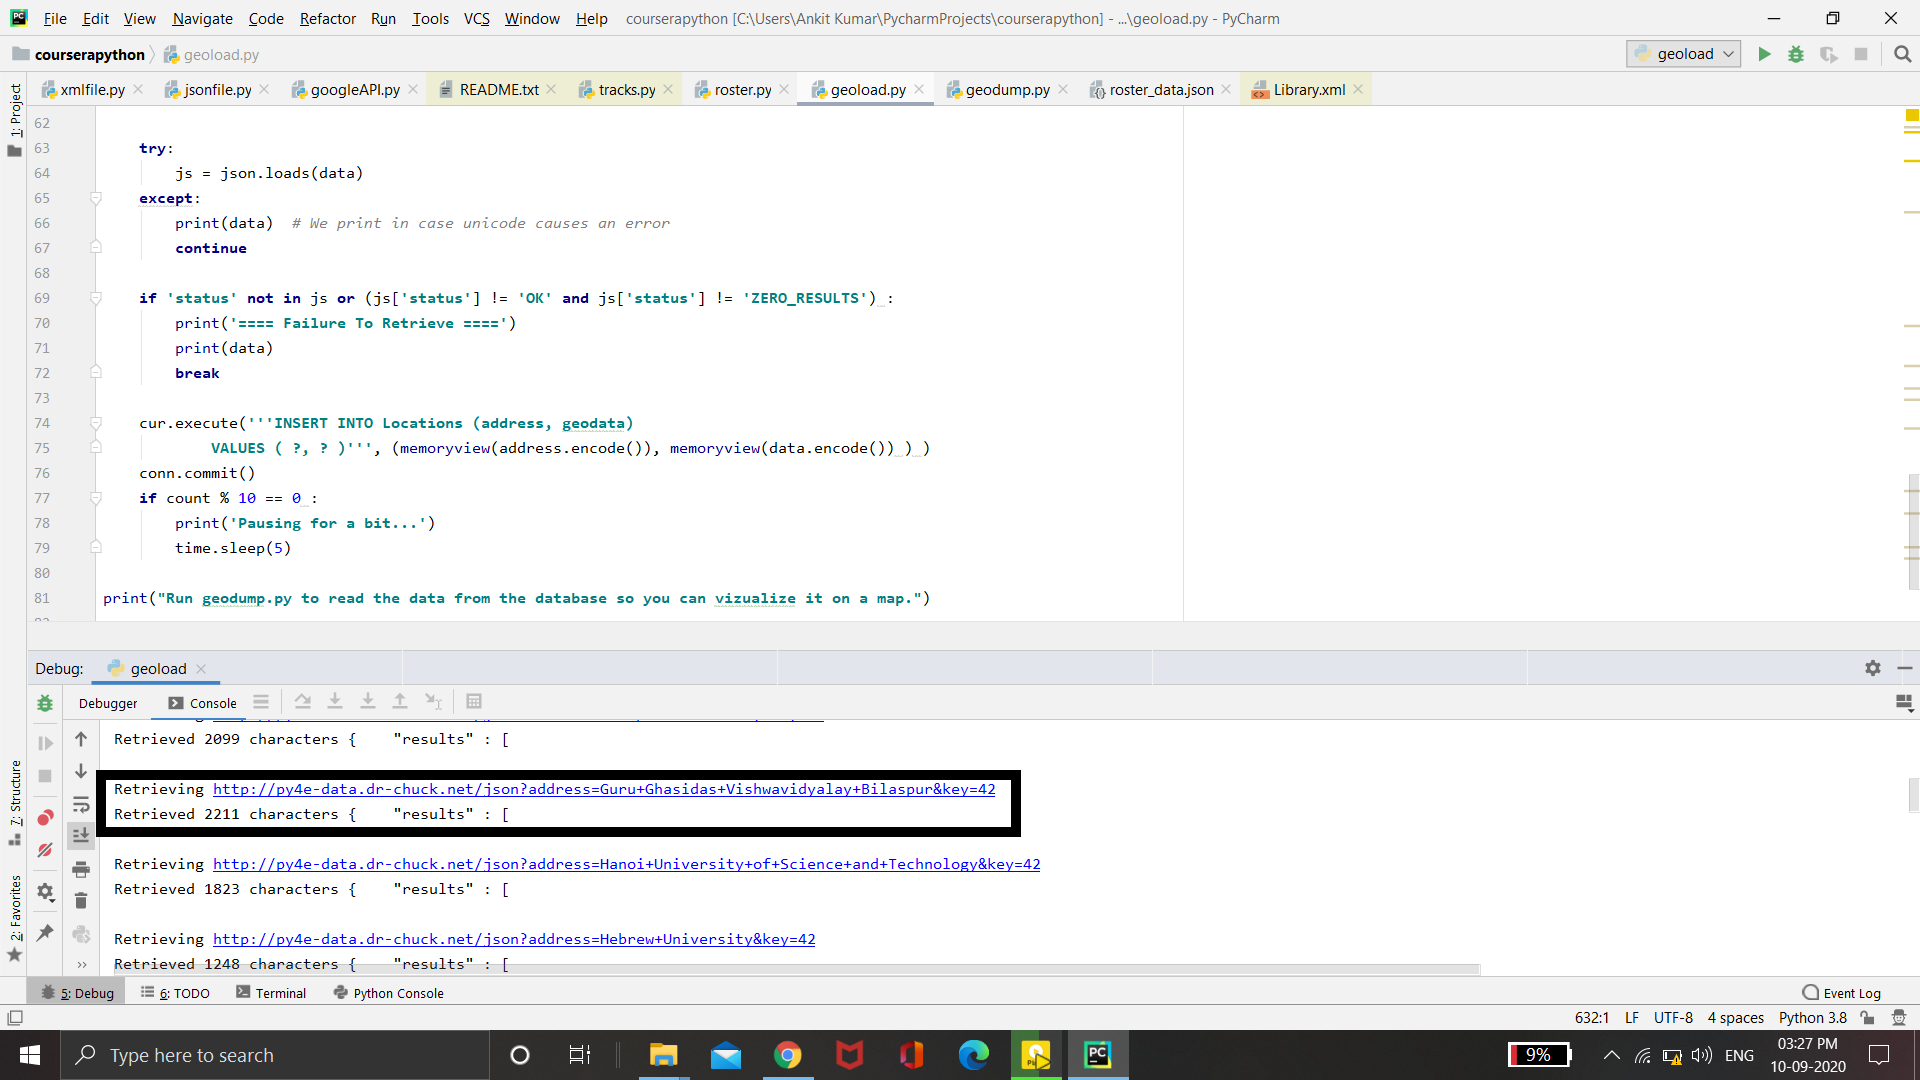 File Edit View Navigate Code Refactor Run Tools VCS Window Help courserapython [C:\Users\Ankit Kumar\PycharmProjects\courserapython] - ...\geoload.py - PyCharm
courserapython geoload.py geoload
xmlfile.py jsonfile.py googleAPI.py README.txt tracks.py roster.py geoload.py geodump.py roster_data.json Library.xml
1: Project
62
63 try:
64 js = json.loads(data)
65 except:
66 print(data) # We print in case unicode causes an error
67 continue
68
69 if 'status' not in js or (js['status'] != 'OK' and js['status'] != 'ZERO_RESULTS') :
70 print('==== Failure To Retrieve ====')
71 print(data)
72 break
73
74 cur.execute('''INSERT INTO Locations (address, geodata)
75 VALUES ( ?, ? )''', (memoryview(address.encode()), memoryview(data.encode()) ) )
76 conn.commit()
77 if count % 10 == 0 :
78 print('Pausing for a bit...')
79 time.sleep(5)
80
81 print("Run geodump.py to read the data from the database so you can vizualize it on a map.")
Debug: geoload
Debugger Console
Retrieved 2099 characters { "results" : [
Retrieving http://py4e-data.dr-chuck.net/json?address=Guru+Ghasidas+Vishwavidyalay+Bilaspur&key=42
Retrieved 2211 characters { "results" : [
Retrieving http://py4e-data.dr-chuck.net/json?address=Hanoi+University+of+Science+and+Technology&key=42
Retrieved 1823 characters { "results" : [
Retrieving http://py4e-data.dr-chuck.net/json?address=Hebrew+University&key=42
Retrieved 1248 characters { "results" : [
7: Structure
2: Favorites
5: Debug 6: TODO Terminal Python Console Event Log
632:1 LF UTF-8 4 spaces Python 3.8
Type here to search 9% ENG 03:27 PM
10-09-2020